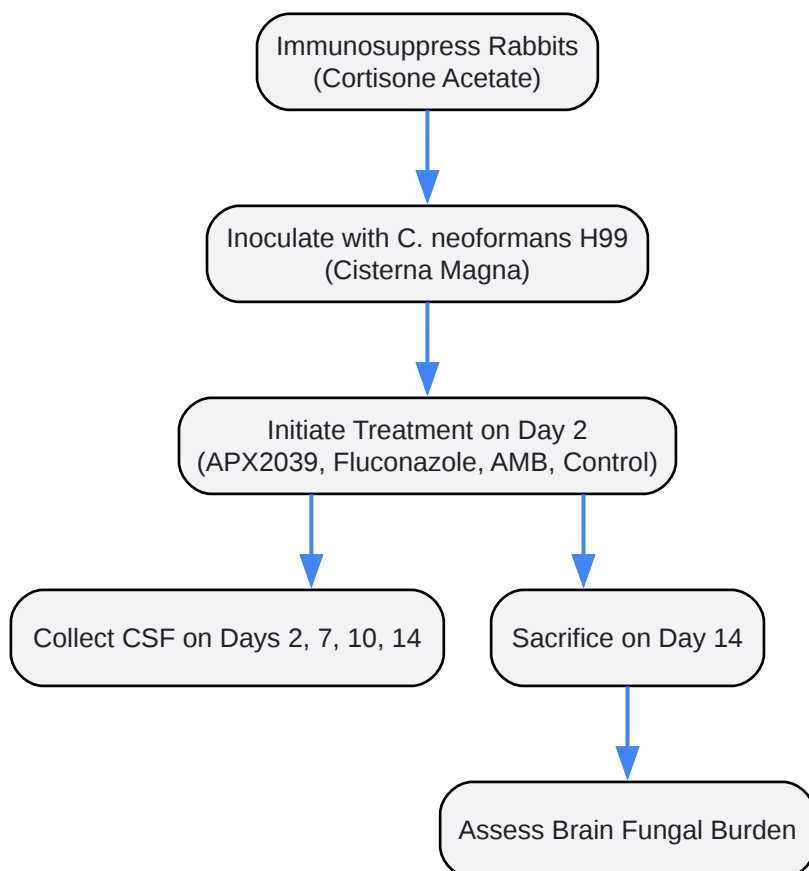 Immunosuppress Rabbits
(Cortisone Acetate)
Inoculate with C. neoformans H99
(Cisterna Magna)
Initiate Treatment on Day 2
(APX2039, Fluconazole, AMB, Control)
Collect CSF on Days 2, 7, 10, 14
Sacrifice on Day 14
Assess Brain Fungal Burden